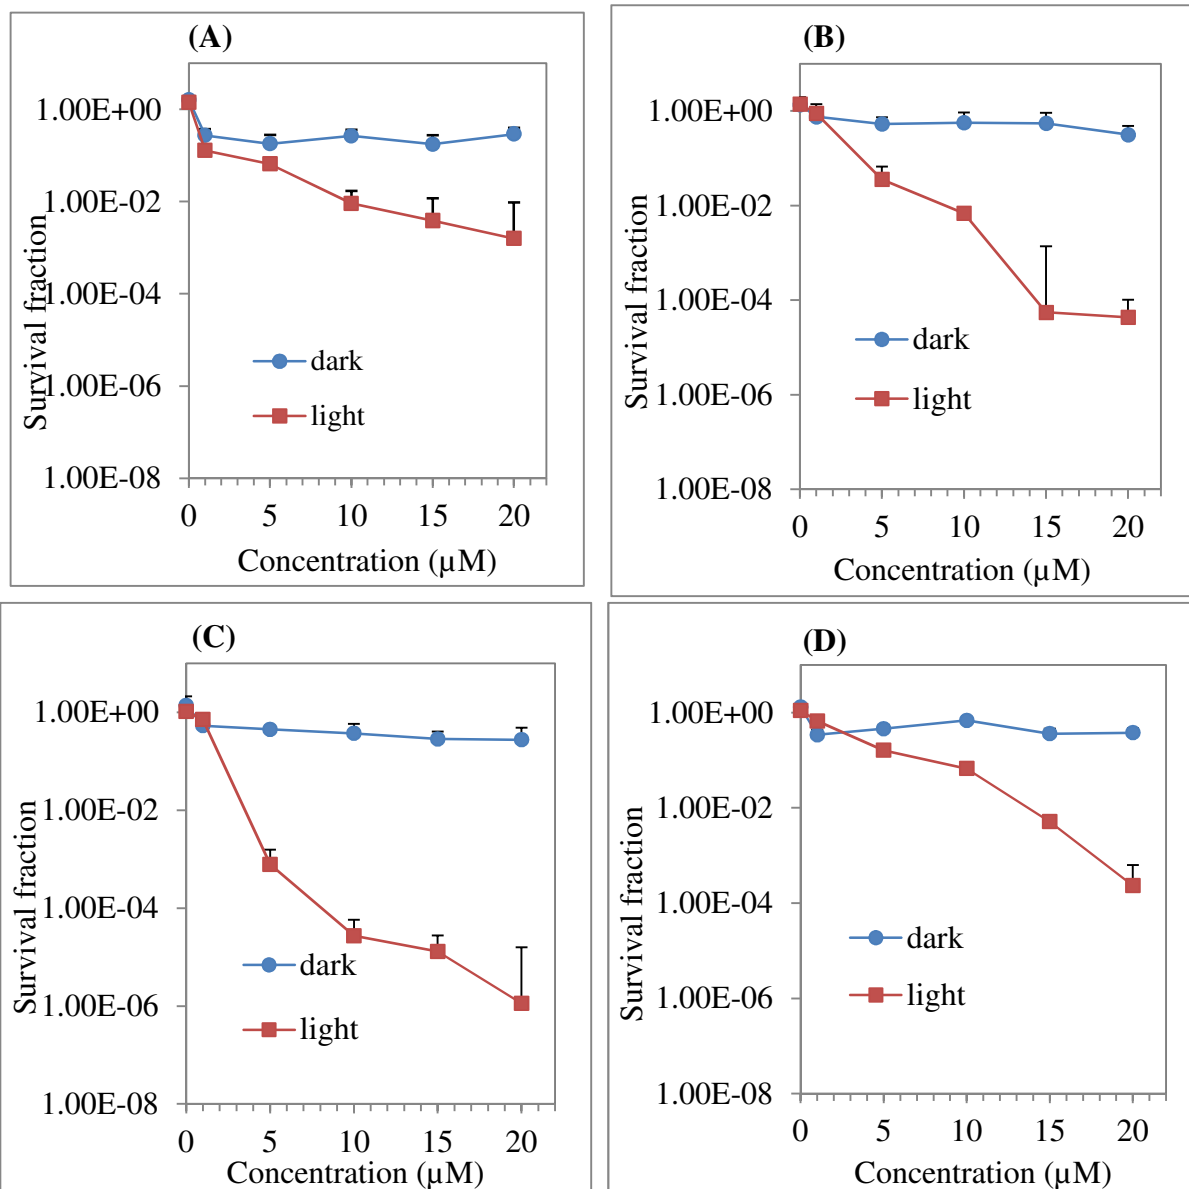 (A)
Survival fraction
1.00E+00
1.00E-02
1.00E-04
1.00E-06
1.00E-08
dark
light
0 5 10 15 20
Concentration (µM)
(B)
Survival fraction
1.00E+00
1.00E-02
1.00E-04
1.00E-06
1.00E-08
dark
light
0 5 10 15 20
Concentration (µM)
(C)
Survival fraction
1.00E+00
1.00E-02
1.00E-04
1.00E-06
1.00E-08
dark
light
0 5 10 15 20
Concentration (µM)
(D)
Survival fraction
1.00E+00
1.00E-02
1.00E-04
1.00E-06
1.00E-08
dark
light
0 5 10 15 20
Concentration (µM)